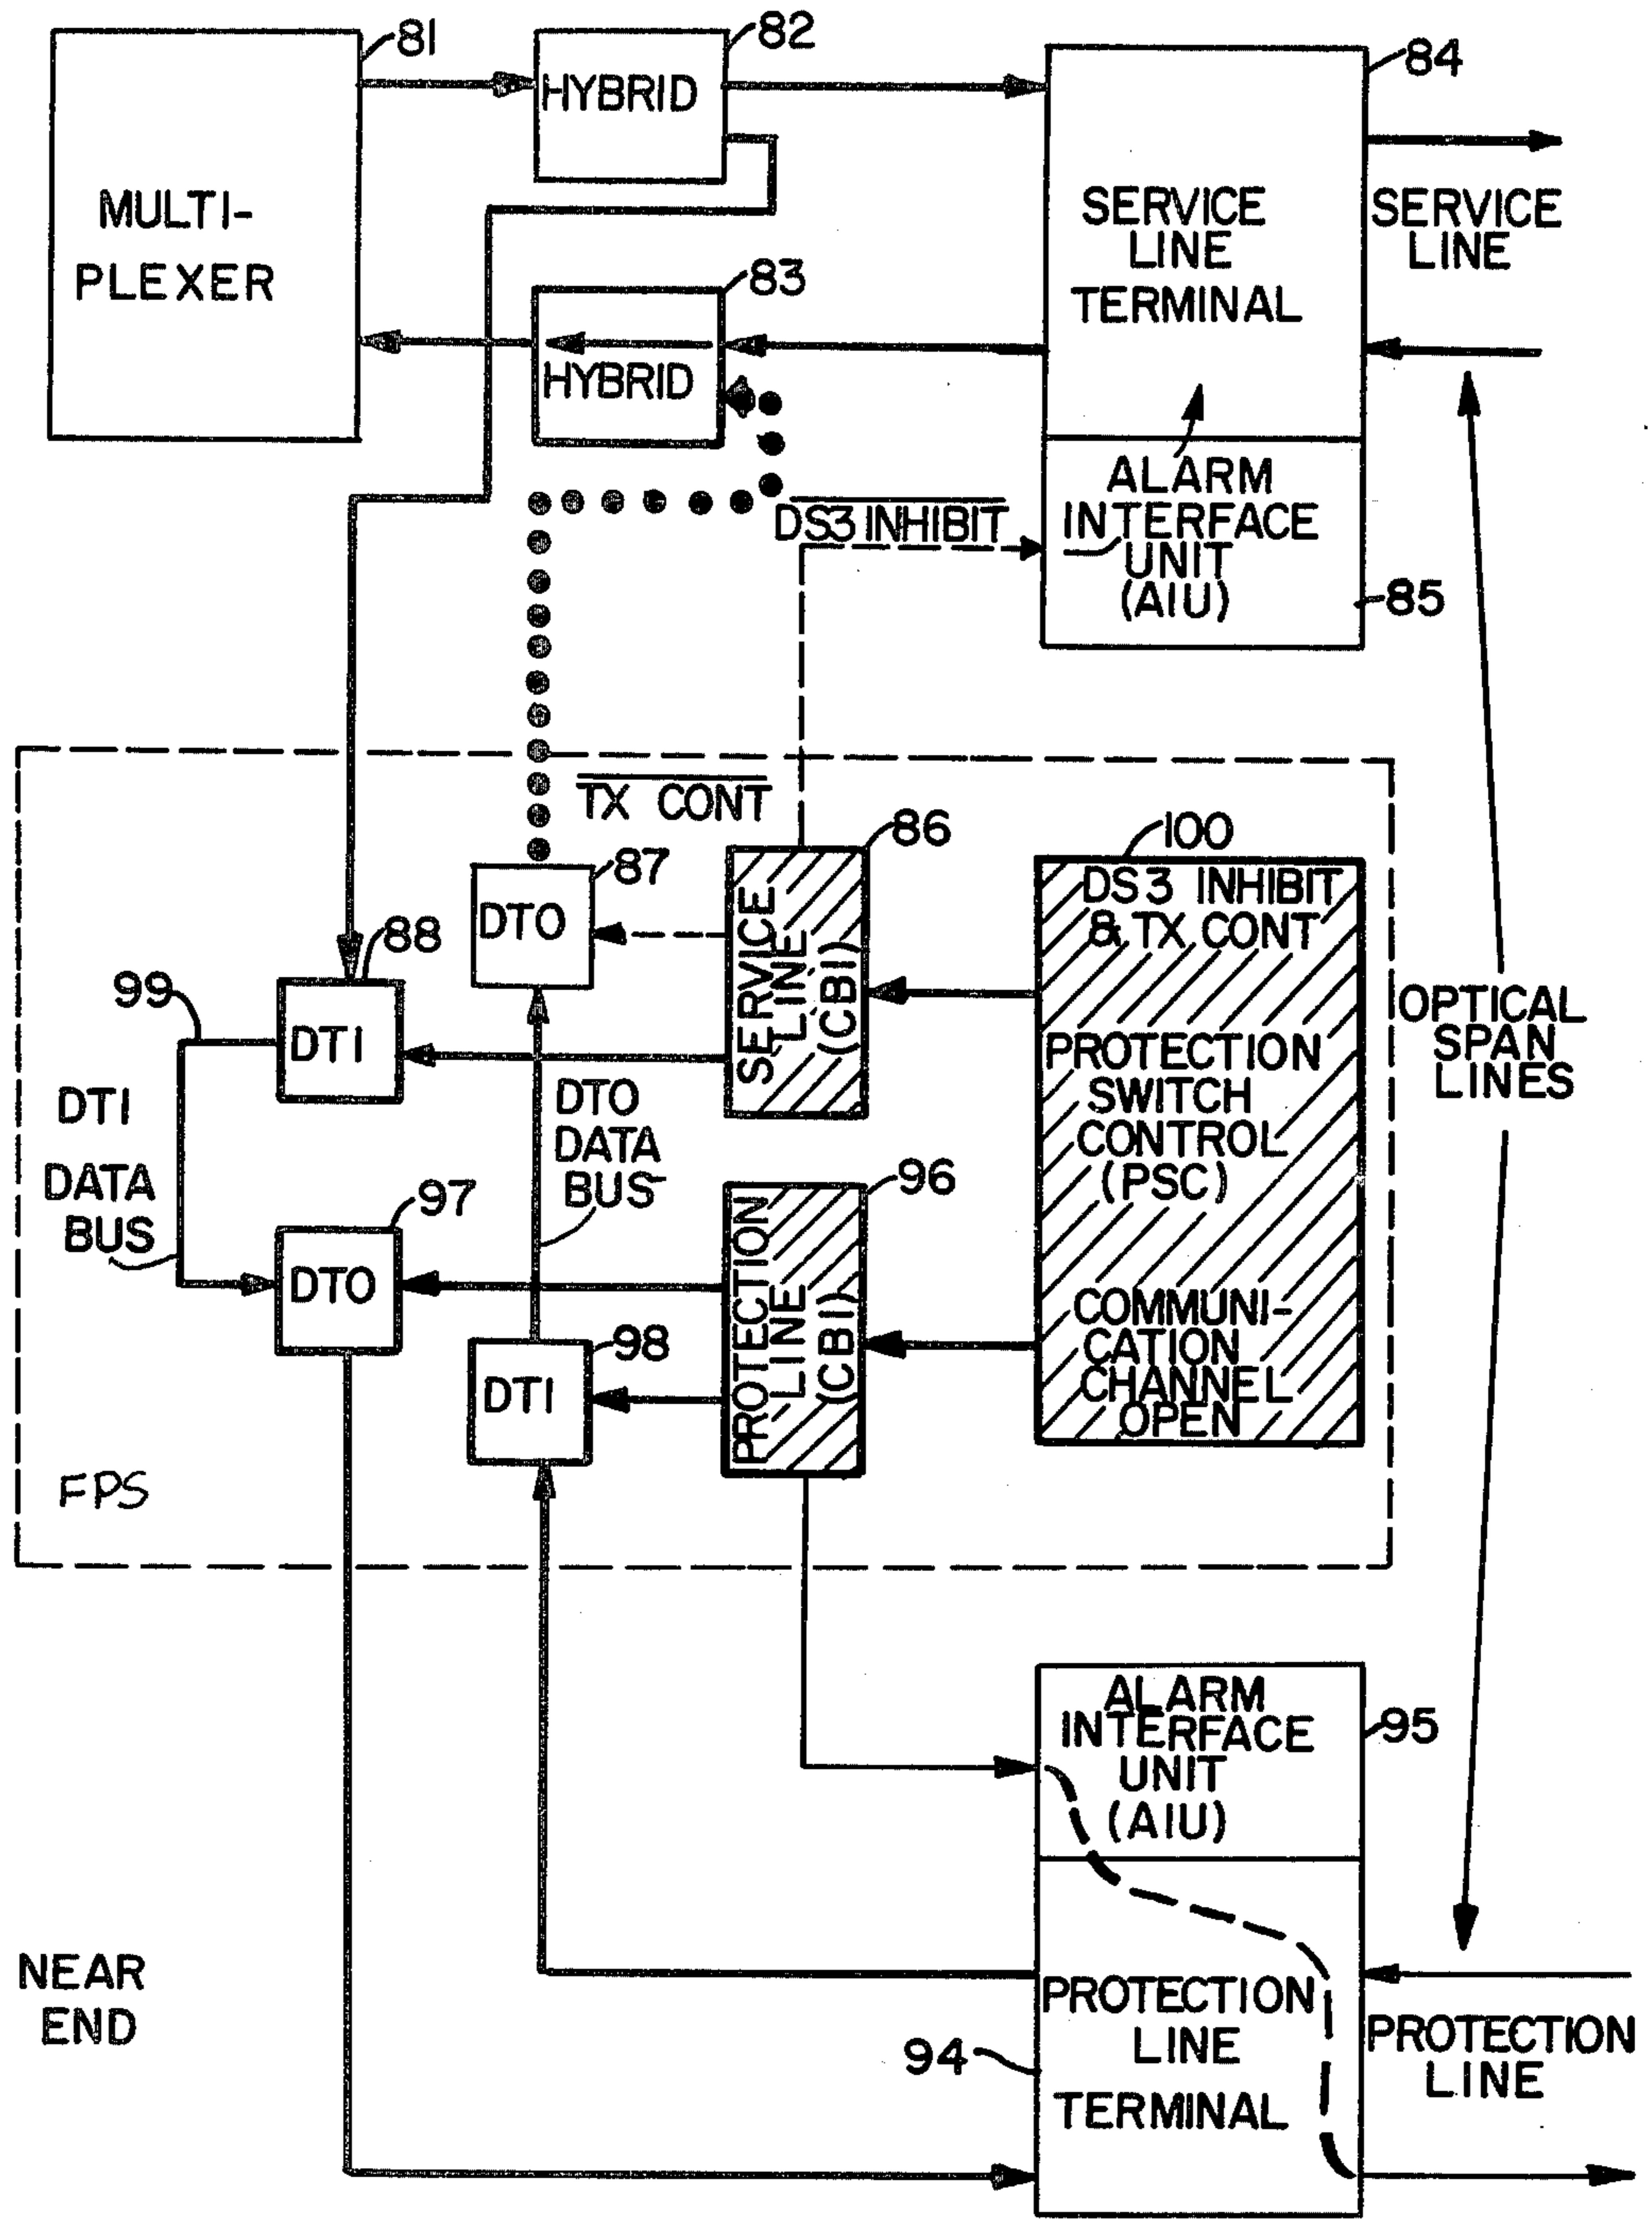 81
82
84
HYBRID
MULTI-
PLEXER
SERVICE
LINE
TERMINAL
SERVICE
LINE
83
HYBRID
ALARM
INTERFACE
UNIT
(AIU)
DS3 INHIBIT
85
TX CONT
86
100
87
DTO
88
99
DTI
SERVICE
LINE
(CBI)
DS3 INHIBIT
& TX CONT
PROTECTION
SWITCH
CONTROL
(PSC)
COMMUNI-
CATION
CHANNEL
OPEN
OPTICAL
SPAN
LINES
DTI
DATA
BUS
DTO
DATA
BUS
97
DTO
96
PROTECTION
LINE
(CBI)
98
DTI
FPS
ALARM
INTERFACE
UNIT
(AIU)
95
NEAR
END
94
PROTECTION
LINE
TERMINAL
PROTECTION
LINE